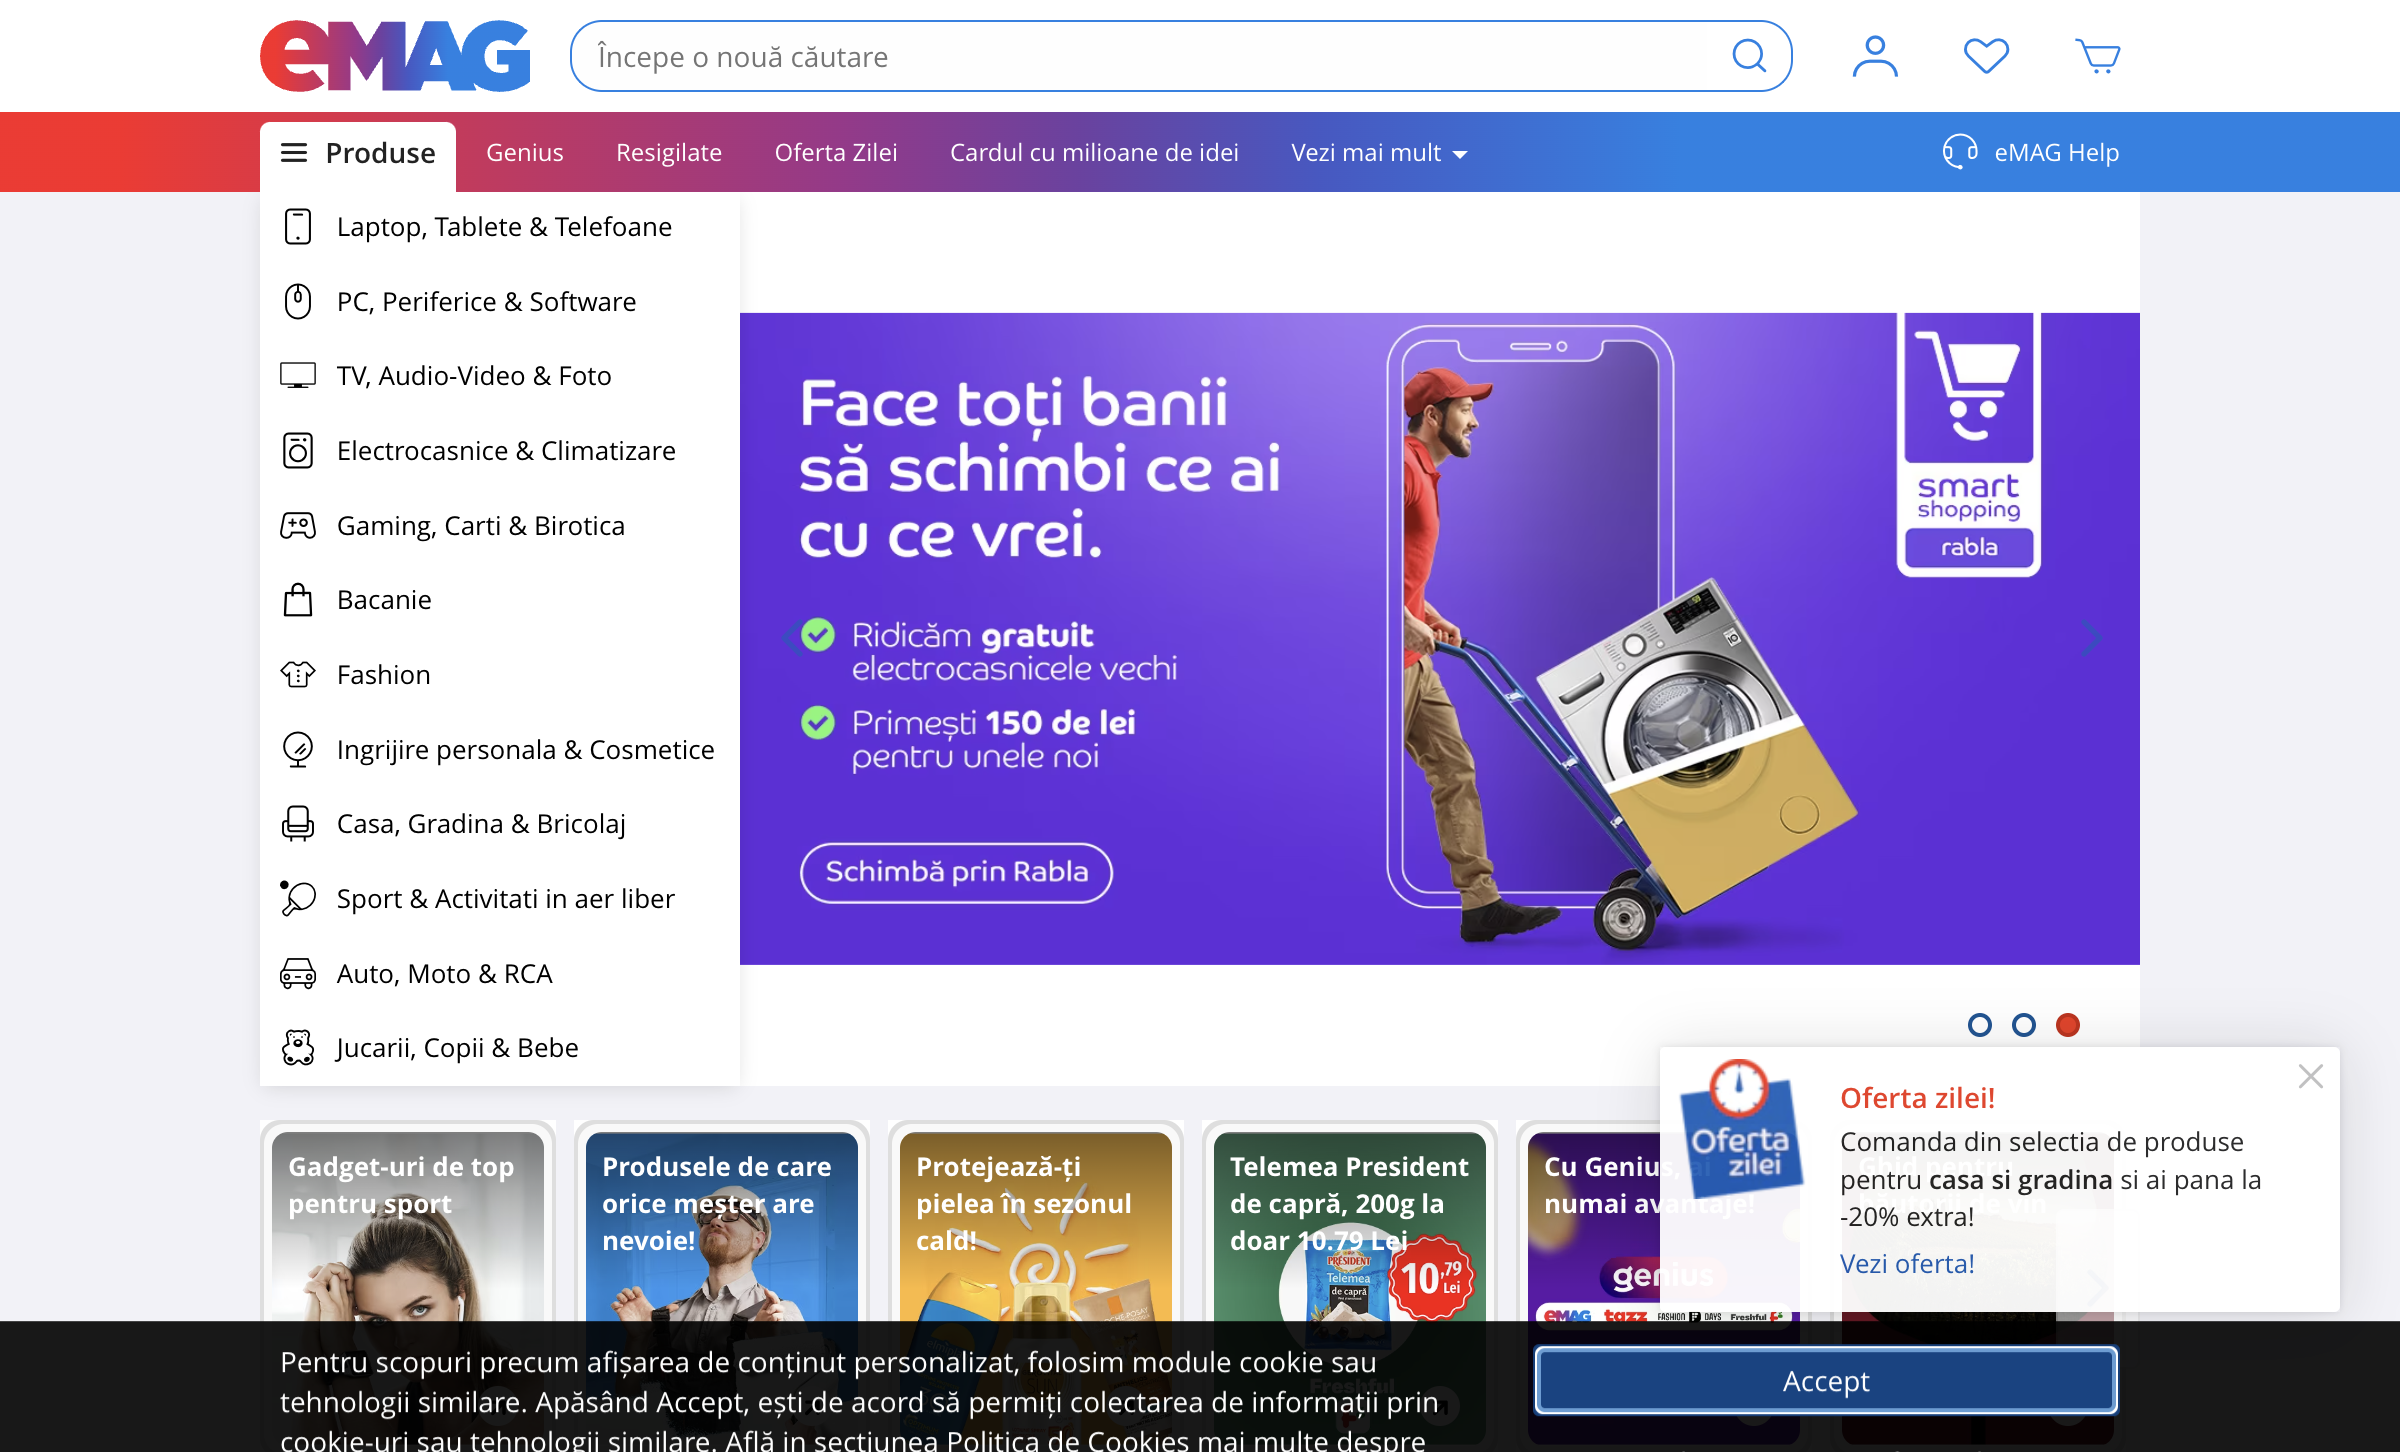 eMAG
Începe o nouă căutare
Produse
Genius
Resigilate
Oferta Zilei
Cardul cu milioane de idei
Vezi mai mult
eMAG Help
Laptop, Tablete & Telefoane
PC, Periferice & Software
TV, Audio-Video & Foto
Electrocasnice & Climatizare
Gaming, Carti & Birotica
Bacanie
Fashion
Ingrijire personala & Cosmetice
Casa, Gradina & Bricolaj
Sport & Activitati in aer liber
Auto, Moto & RCA
Jucarii, Copii & Bebe
Face toți banii
să schimbi ce ai
cu ce vrei.
Ridicăm gratuit
electrocasnicele vechi
Primești 150 de lei
pentru unele noi
Schimbă prin Rabla
smart
shopping
rabla
Gadget-uri de top
pentru sport
Produsele de care
orice meșter are
nevoie!
Protejează-ți
pielea în sezonul
cald!
Telemea President
de capră, 200g la
doar 10.79 Lei
PRÉSIDENT
Telemea
de capră
10,79
Lei
Cu Genius, ai
numai avantaje!
genius
eMAG tazz FASHION DAYS Freshful
Ghid pentru
băutorii de vin
Oferta
zilei
Oferta zilei!
Comanda din selectia de produse
pentru casa si gradina si ai pana la
-20% extra!
Vezi oferta!
Freshful
Pentru scopuri precum afișarea de conținut personalizat, folosim module cookie sau
tehnologii similare. Apăsând Accept, ești de acord să permiți colectarea de informații prin
cookie-uri sau tehnologii similare. Află in sectiunea Politica de Cookies mai multe despre
Accept